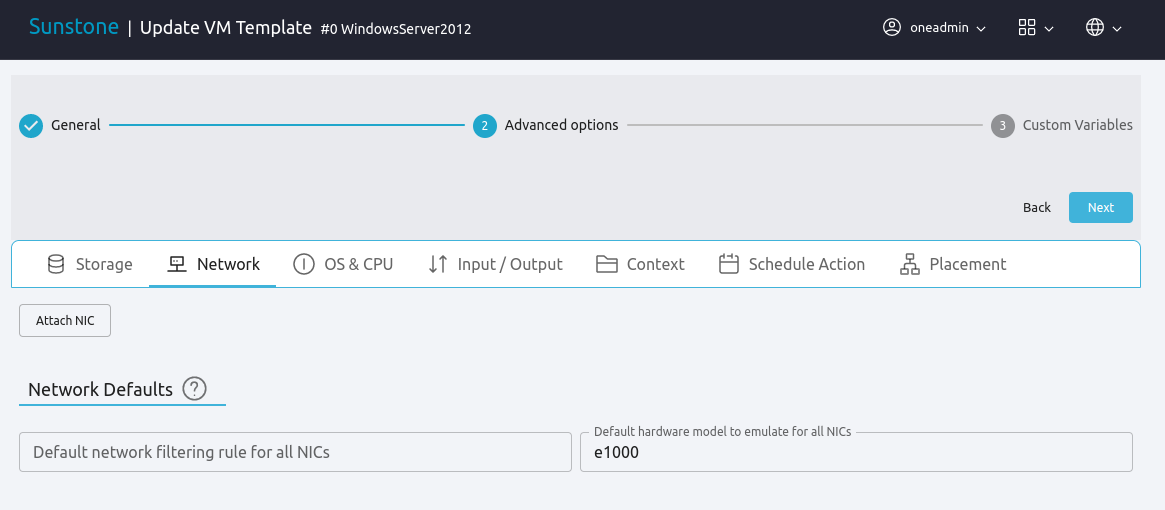 Sunstone | Update VM Template #0 WindowsServer2012 oneadmin
General 2 Advanced options 3 Custom Variables
Back Next
Storage Network OS & CPU Input / Output Context Schedule Action Placement
Attach NIC
Network Defaults ?
Default hardware model to emulate for all NICs
Default network filtering rule for all NICs e1000